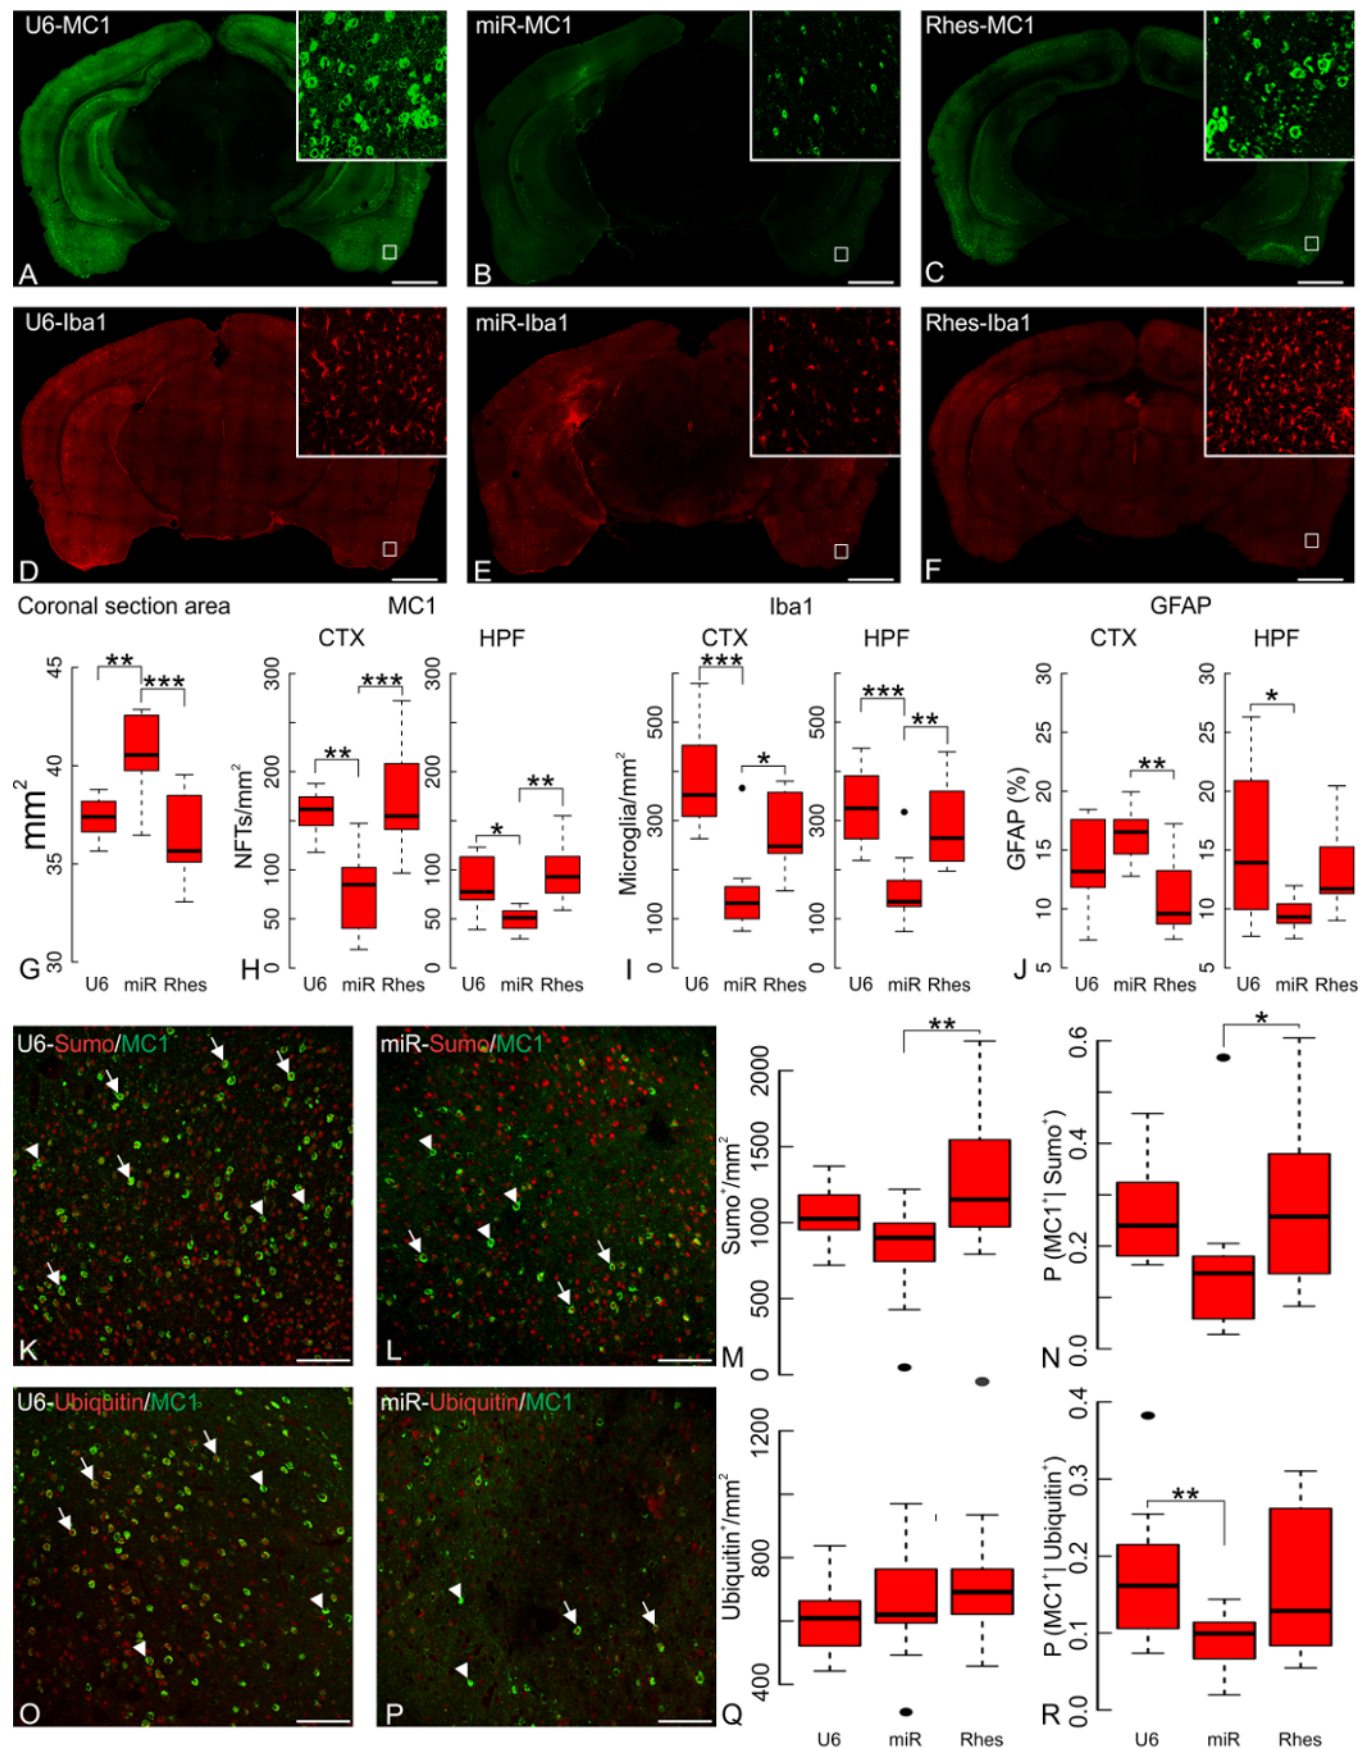 U6-MC1
miR-MC1
Rhes-MC1
A
B
C
U6-Iba1
miR-Iba1
Rhes-Iba1
D
E
F
Coronal section area
MC1
Iba1
GFAP
CTX
HPF
CTX
HPF
CTX
HPF
G
mm²
45
40
35
30
**
***
U6 miR Rhes
H
NFTs/mm²
300
200
100
50
0
**
***
U6 miR Rhes
300
200
100
50
0
*
**
U6 miR Rhes
I
Microglia/mm²
500
300
100
0
***
*
U6 miR Rhes
500
300
100
0
***
**
U6 miR Rhes
J
GFAP (%)
30
25
20
15
10
5
**
U6 miR Rhes
30
25
20
15
10
5
*
U6 miR Rhes
U6-Sumo/MC1
K
miR-Sumo/MC1
L
M
Sumo⁺/mm²
2000
1500
1000
500
0
**
N
P (MC1⁺| Sumo⁺)
0.6
0.4
0.2
0.0
*
U6-Ubiquitin/MC1
O
miR-Ubiquitin/MC1
P
Q
Ubiquitin⁺/mm²
1200
800
400
U6 miR Rhes
R
P (MC1⁺| Ubiquitin⁺)
0.4
0.3
0.2
0.1
0.0
**
U6 miR Rhes